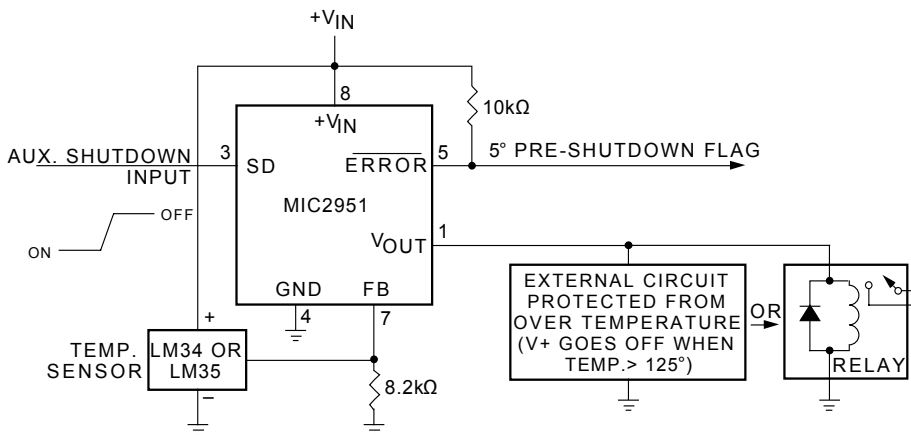 +VIN
8
+VIN
10kΩ
AUX. SHUTDOWN
INPUT
3
SD
ERROR
5
5° PRE-SHUTDOWN FLAG
MIC2951
ON
OFF
VOUT
1
GND
FB
4
7
TEMP.
SENSOR
+
LM34 OR
LM35
–
8.2kΩ
EXTERNAL CIRCUIT
PROTECTED FROM
OVER TEMPERATURE
(V+ GOES OFF WHEN
TEMP.> 125°)
OR
RELAY